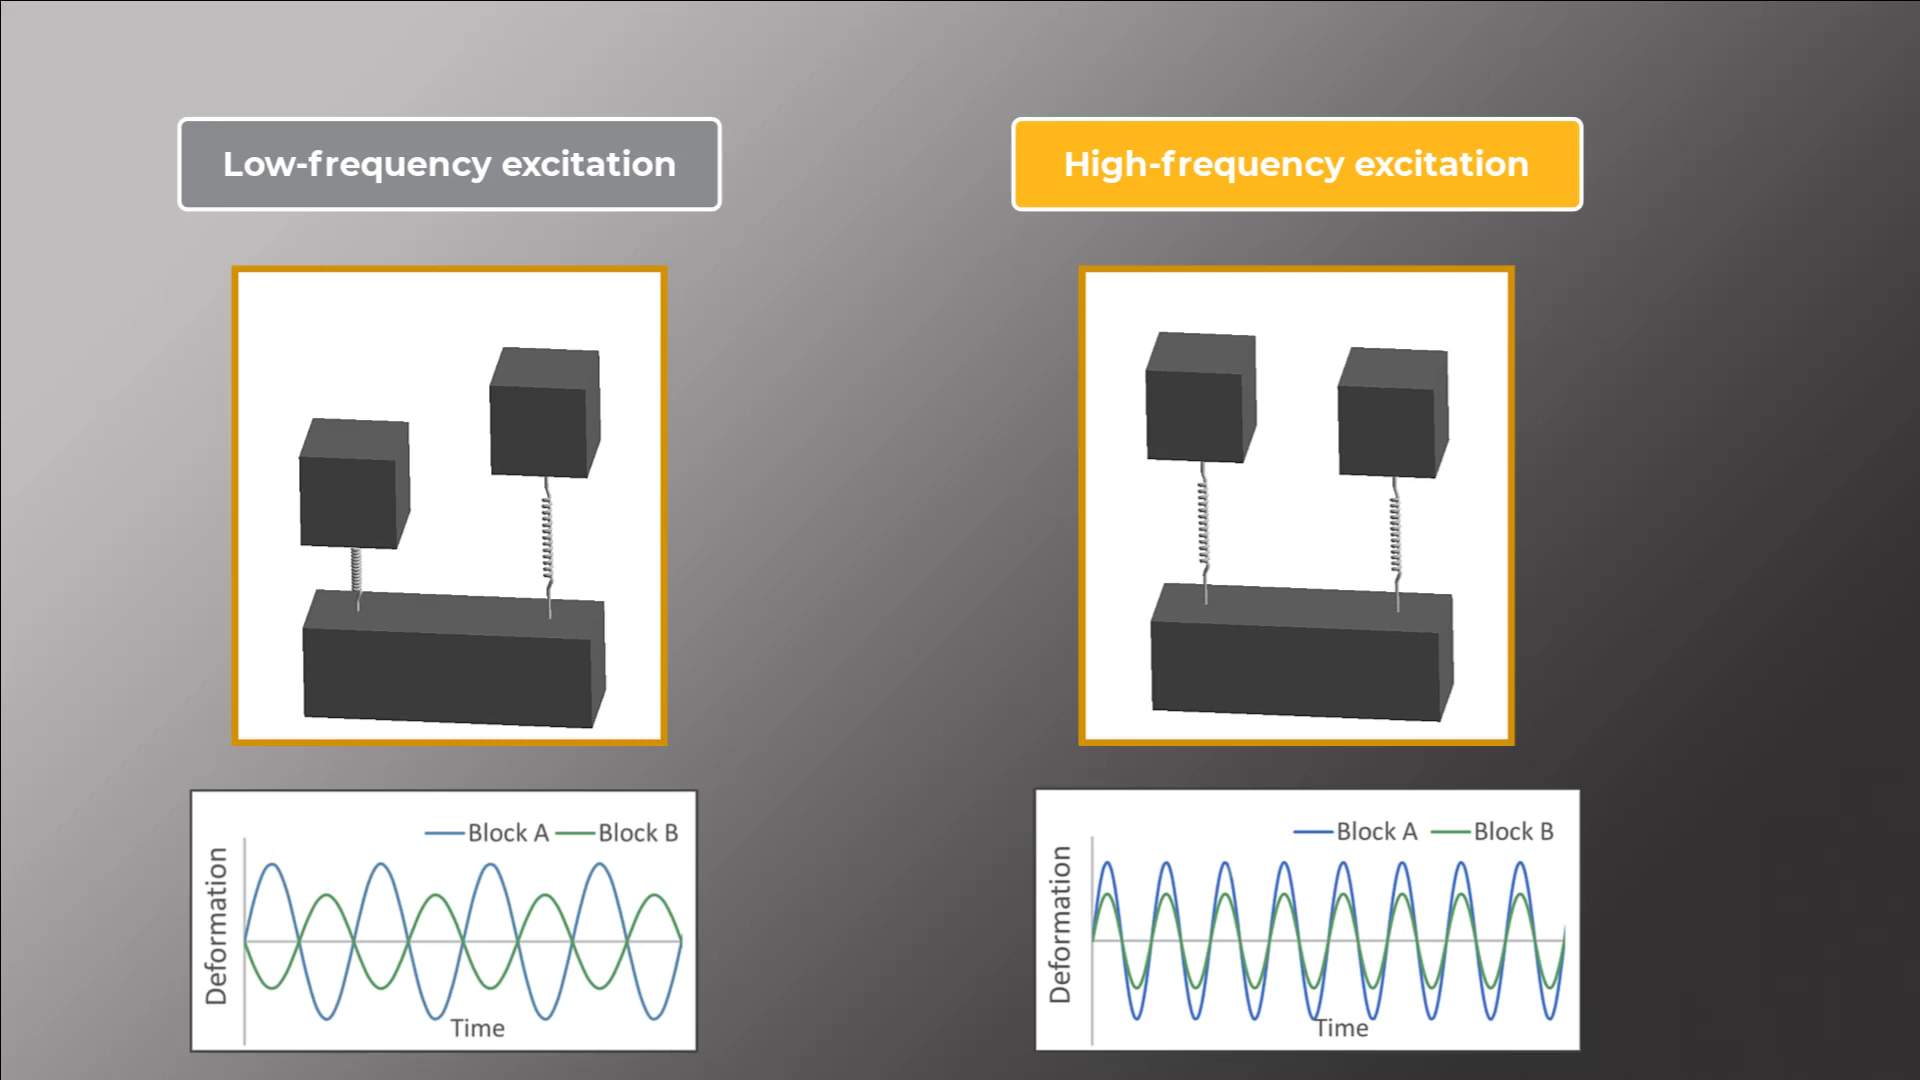 Low-frequency excitation
High-frequency excitation
Block A Block B
Deformation
Time
Block A Block B
Deformation
Time